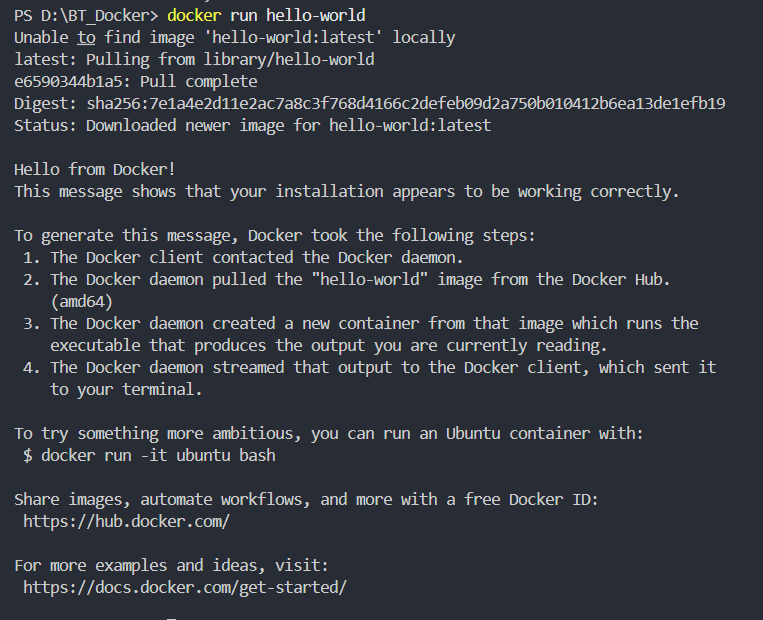 PS D:\BT_Docker> docker run hello-world
Unable to find image 'hello-world:latest' locally
latest: Pulling from library/hello-world
e6590344b1a5: Pull complete
Digest: sha256:7e1a4e2d11e2ac7a8c3f768d4166c2defeb09d2a750b010412b6ea13de1efb19
Status: Downloaded newer image for hello-world:latest

Hello from Docker!
This message shows that your installation appears to be working correctly.

To generate this message, Docker took the following steps:
 1. The Docker client contacted the Docker daemon.
 2. The Docker daemon pulled the "hello-world" image from the Docker Hub.
    (amd64)
 3. The Docker daemon created a new container from that image which runs the
    executable that produces the output you are currently reading.
 4. The Docker daemon streamed that output to the Docker client, which sent it
    to your terminal.

To try something more ambitious, you can run an Ubuntu container with:
 $ docker run -it ubuntu bash

Share images, automate workflows, and more with a free Docker ID:
 https://hub.docker.com/

For more examples and ideas, visit:
 https://docs.docker.com/get-started/